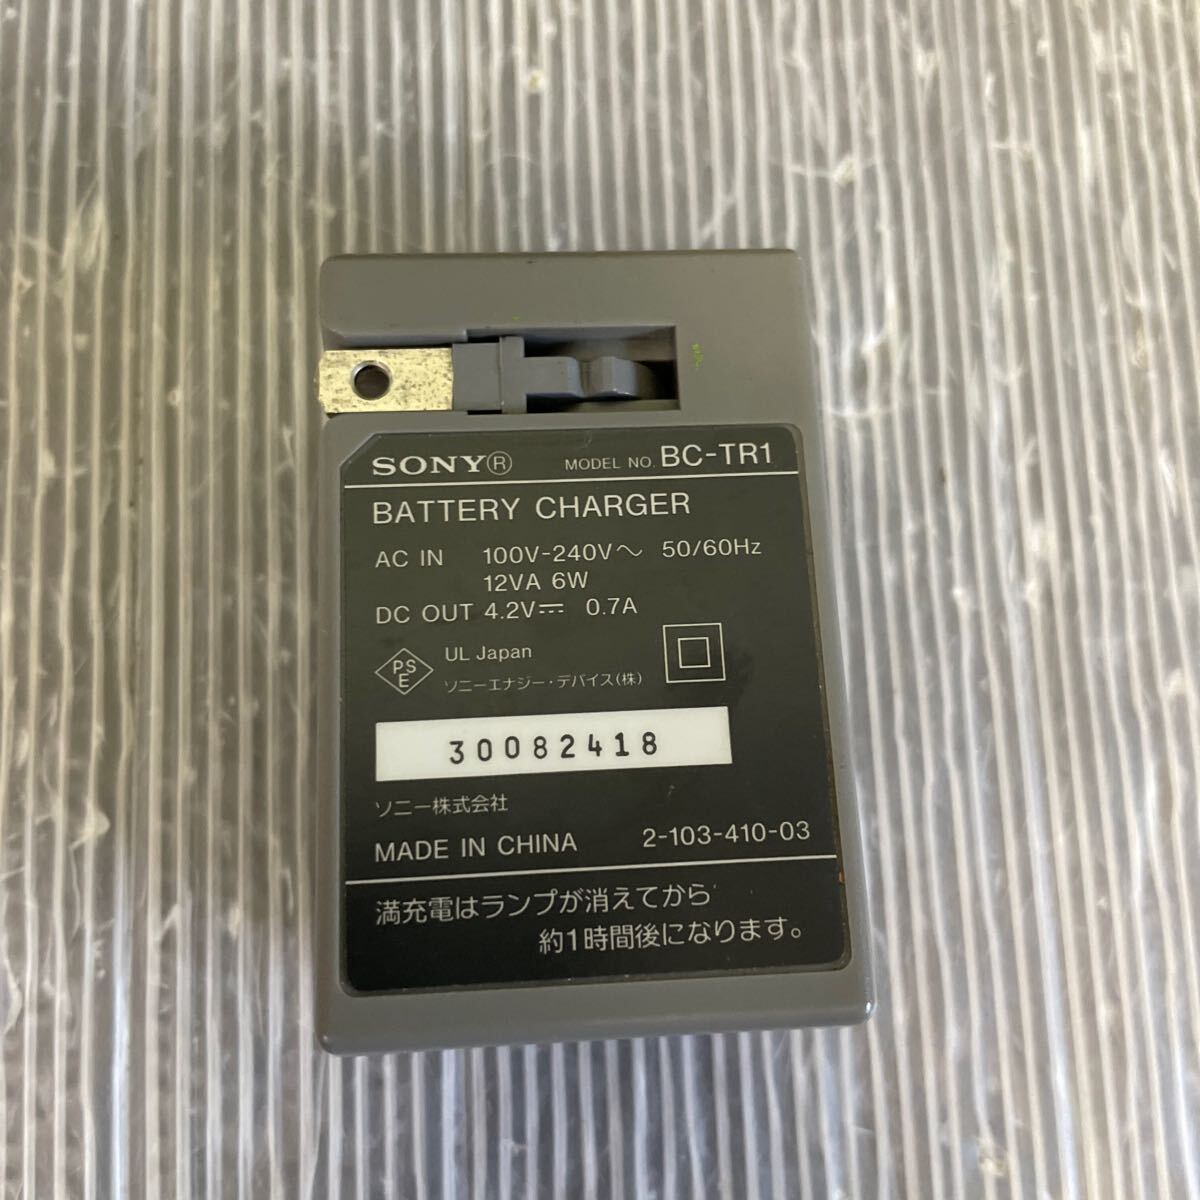 SONY® MODEL NO. BC-TR1
BATTERY CHARGER
AC IN 100V-240V～ 50/60Hz
12VA 6W
DC OUT 4.2V⎓ 0.7A
PSE UL Japan
ソニーエナジー・デバイス(株)
30082418
ソニー株式会社
MADE IN CHINA 2-103-410-03
満充電はランプが消えてから
約1時間後になります。